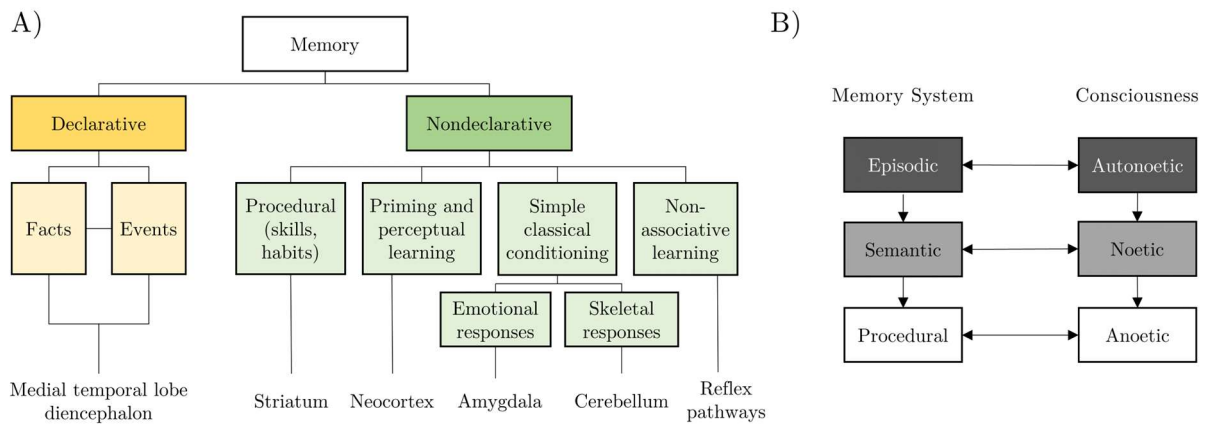 A)
Memory
Declarative
Nondeclarative
Facts
Events
Procedural
(skills,
habits)
Priming and
perceptual
learning
Simple
classical
conditioning
Non-
associative
learning
Emotional
responses
Skeletal
responses
Medial temporal lobe
diencephalon
Striatum
Neocortex
Amygdala
Cerebellum
Reflex
pathways
B)
Memory System
Consciousness
Episodic
Autonoetic
Semantic
Noetic
Procedural
Anoetic